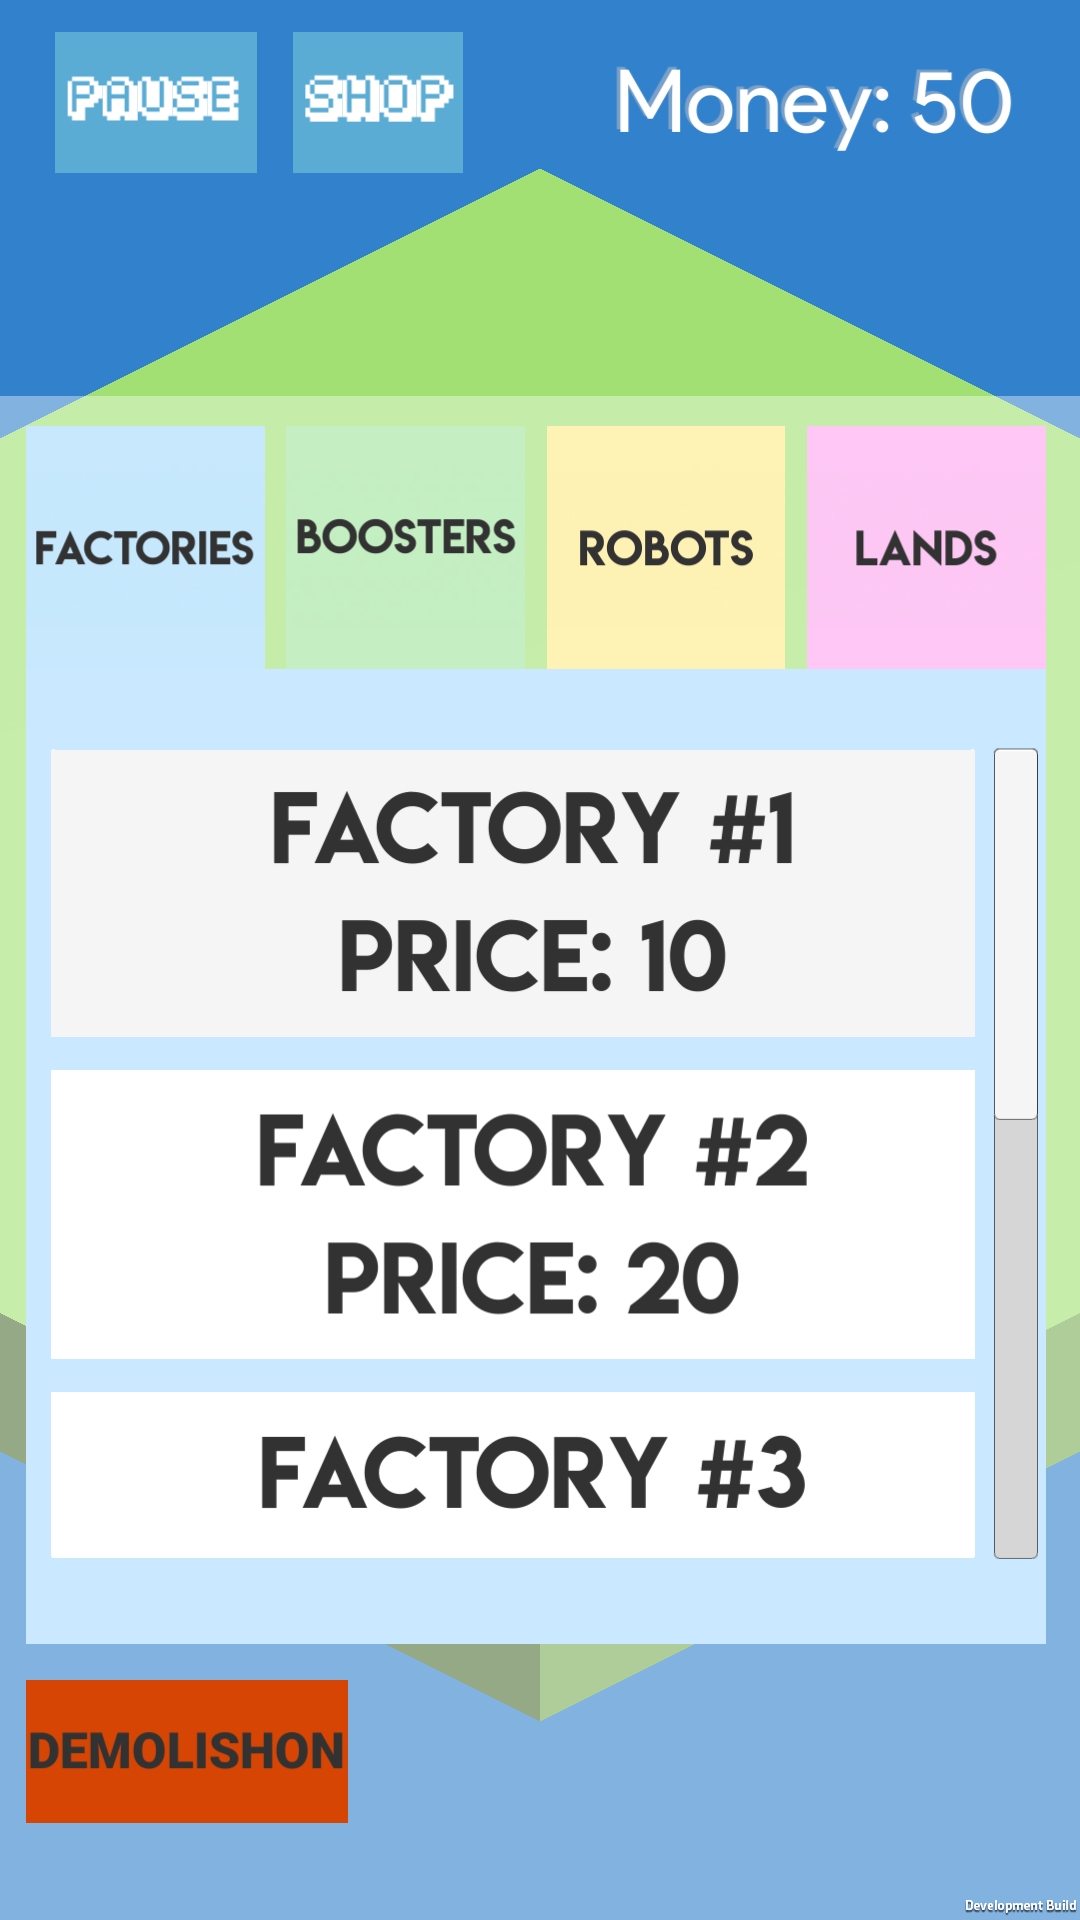 PAUSE
SHOP
Money: 50
FACTORIES
BOOSTERS
ROBOTS
LANDS
FACTORY #1
PRICE: 10
FACTORY #2
PRICE: 20
FACTORY #3
DEMOLISHON
Development Build